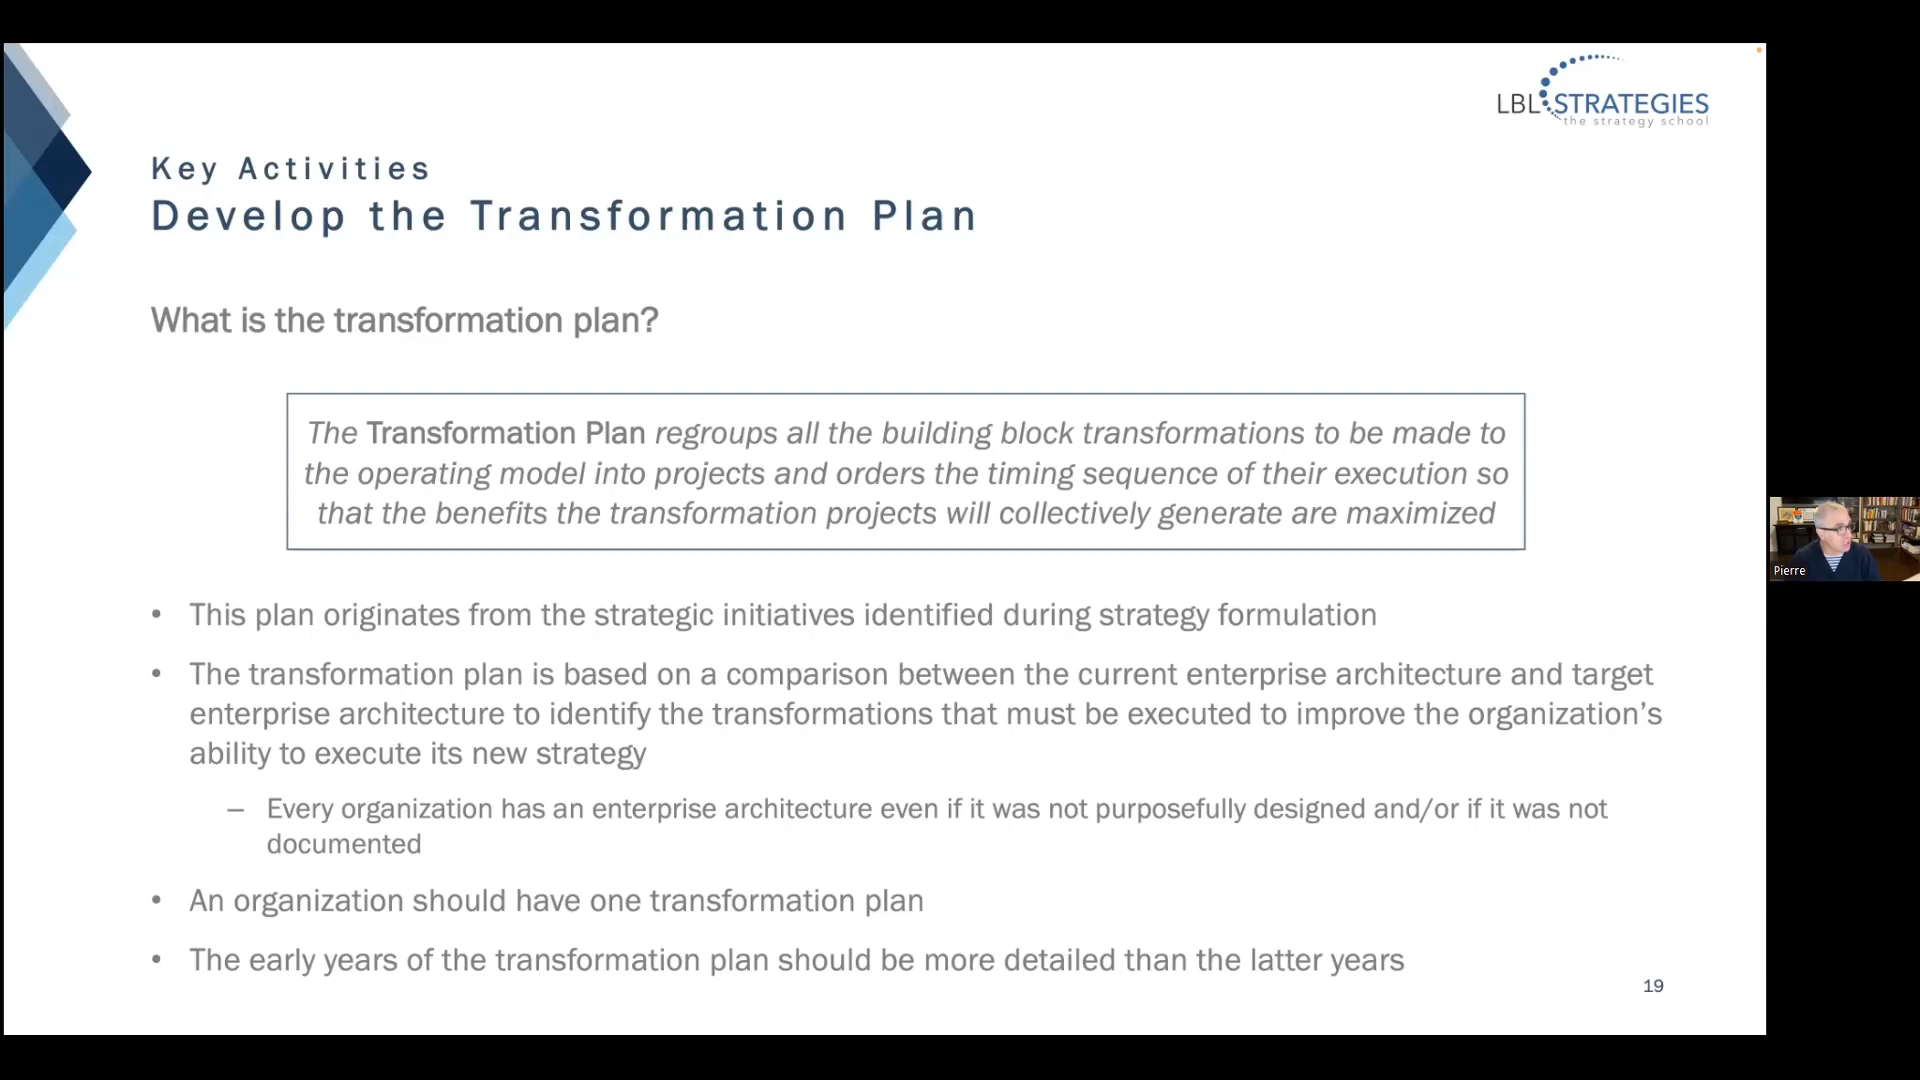 LBL STRATEGIES
the strategy school
Key Activities
Develop the Transformation Plan
What is the transformation plan?
The Transformation Plan regroups all the building block transformations to be made to
the operating model into projects and orders the timing sequence of their execution so
that the benefits the transformation projects will collectively generate are maximized
• This plan originates from the strategic initiatives identified during strategy formulation
• The transformation plan is based on a comparison between the current enterprise architecture and target
enterprise architecture to identify the transformations that must be executed to improve the organization’s
ability to execute its new strategy
– Every organization has an enterprise architecture even if it was not purposefully designed and/or if it was not
documented
• An organization should have one transformation plan
• The early years of the transformation plan should be more detailed than the latter years
19
Pierre